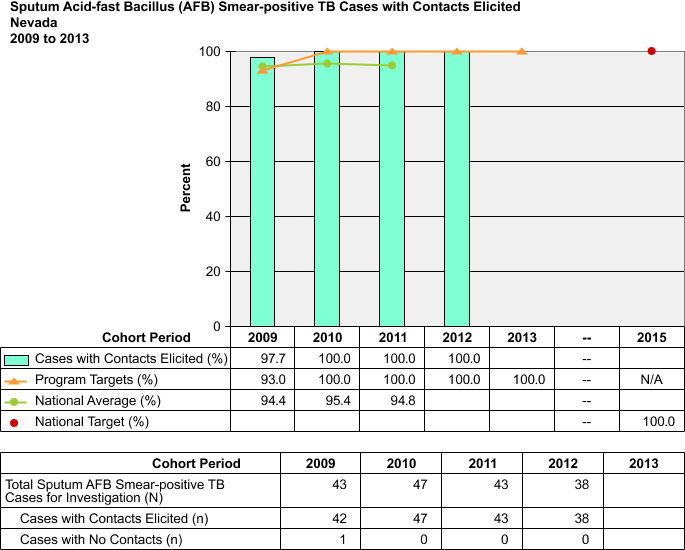 Sputum Acid-fast Bacillus (AFB) Smear-positive TB Cases with Contacts Elicited
Nevada
2009 to 2013
100
80
60
40
20
0
Percent
Cohort Period 2009 2010 2011 2012 2013 -- 2015
Cases with Contacts Elicited (%) 97.7 100.0 100.0 100.0 --
Program Targets (%) 93.0 100.0 100.0 100.0 100.0 -- N/A
National Average (%) 94.4 95.4 94.8 --
National Target (%) -- 100.0
Cohort Period 2009 2010 2011 2012 2013
Total Sputum AFB Smear-positive TB 43 47 43 38
Cases for Investigation (N)
Cases with Contacts Elicited (n) 42 47 43 38
Cases with No Contacts (n) 1 0 0 0